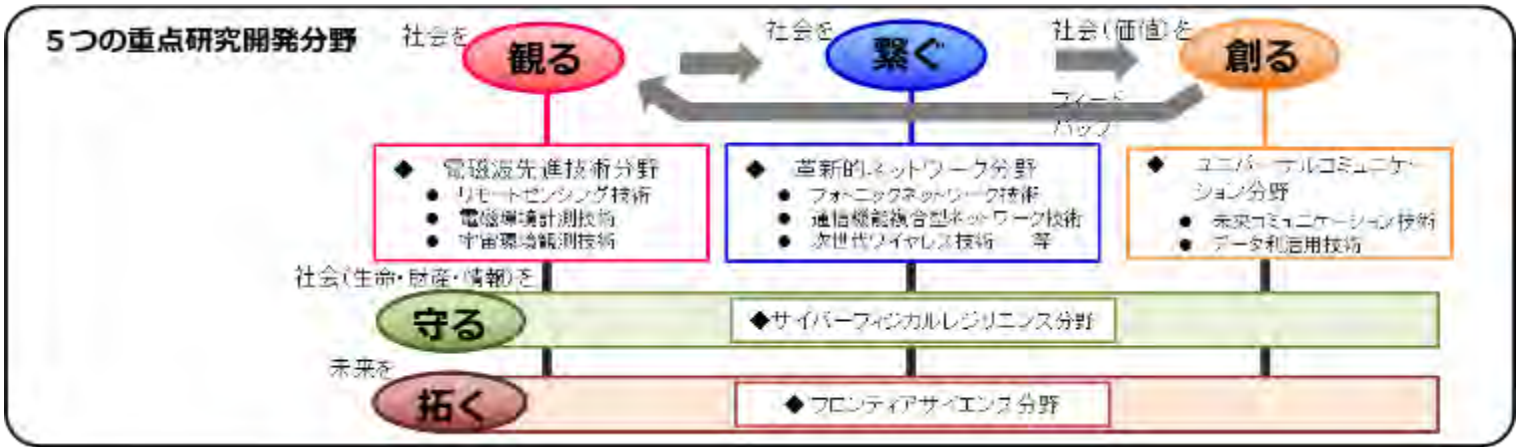 5つの重点研究開発分野
社会を
観る
社会を
繋ぐ
社会(価値)を
創る
フィード
バック
◆ 電磁波先進技術分野
● リモートセンシング技術
● 電磁環境計測技術
● 宇宙環境観測技術
◆ 革新的ネットワーク分野
● フォトニックネットワーク技術
● 通信機能複合型ネットワーク技術
● 次世代ワイヤレス技術 等
◆ ユニバーサルコミュニケー
ション分野
● 未来コミュニケーション技術
● データ利活用技術
社会(生命・財産・情報)を
守る
◆サイバーフィジカルレジリエンス分野
未来を
拓く
◆フロンティアサイエンス分野